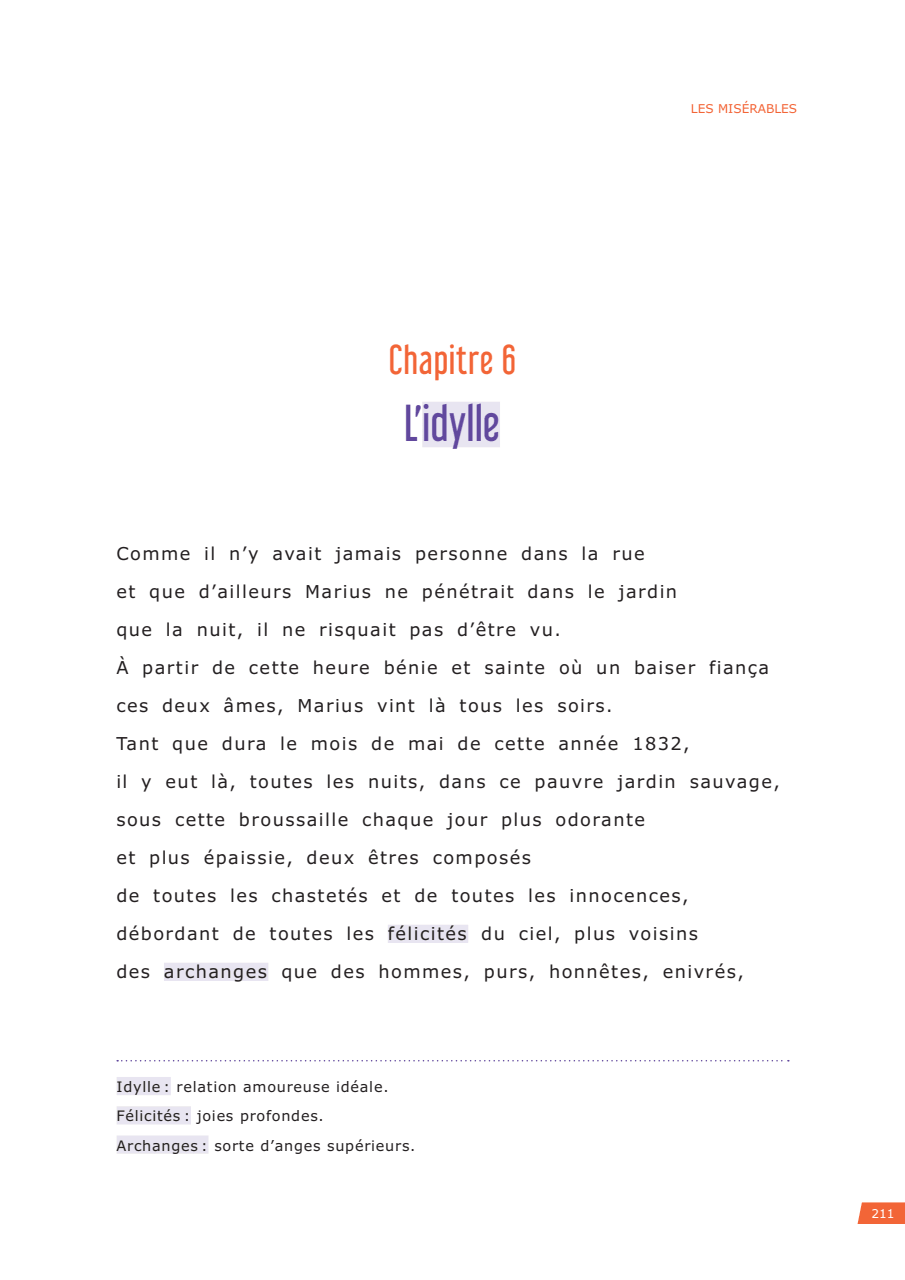 LES MISÉRABLES
Chapitre 6
L’idylle
Comme il n’y avait jamais personne dans la rue
et que d’ailleurs Marius ne pénétrait dans le jardin
que la nuit, il ne risquait pas d’être vu.
À partir de cette heure bénie et sainte où un baiser fiança
ces deux âmes, Marius vint là tous les soirs.
Tant que dura le mois de mai de cette année 1832,
il y eut là, toutes les nuits, dans ce pauvre jardin sauvage,
sous cette broussaille chaque jour plus odorante
et plus épaissie, deux êtres composés
de toutes les chastetés et de toutes les innocences,
débordant de toutes les félicités du ciel, plus voisins
des archanges que des hommes, purs, honnêtes, enivrés,
Idylle : relation amoureuse idéale.
Félicités : joies profondes.
Archanges : sorte d’anges supérieurs.
211